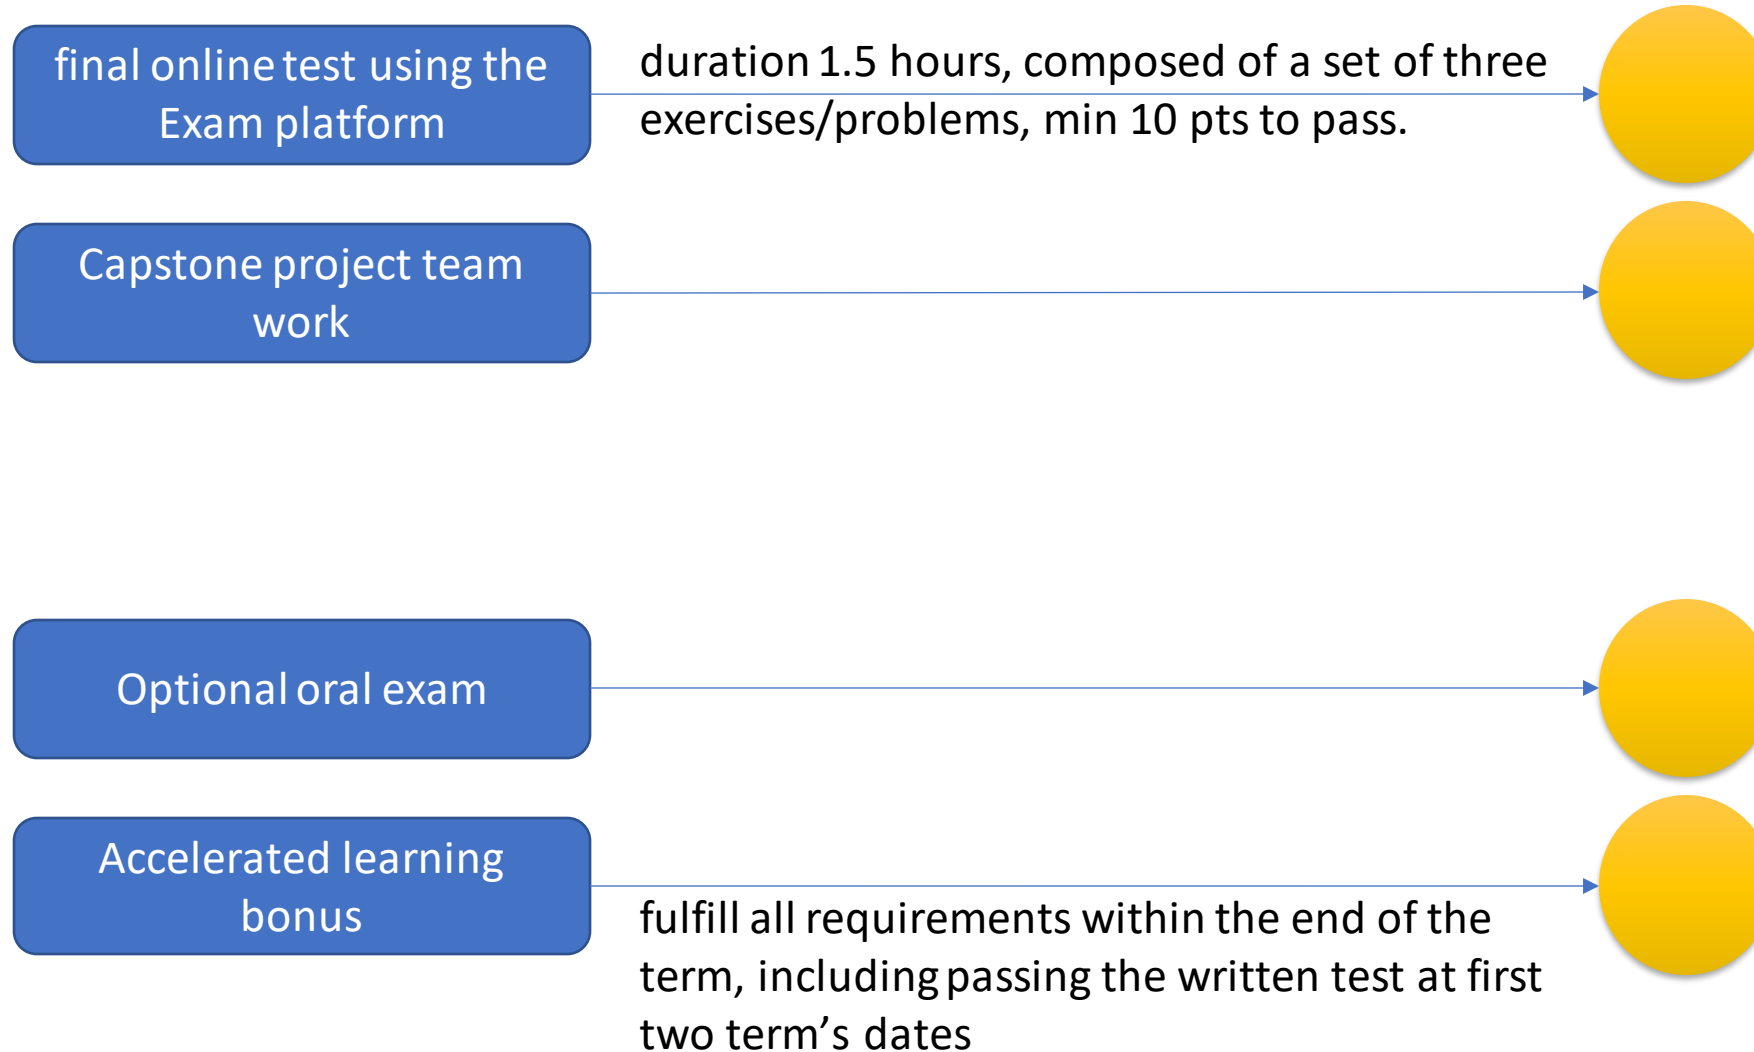 final online test using the
Exam platform
duration 1.5 hours, composed of a set of three
exercises/problems, min 10 pts to pass.
Capstone project team
work
Optional oral exam
Accelerated learning
bonus
fulfill all requirements within the end of the
term, including passing the written test at first
two term’s dates